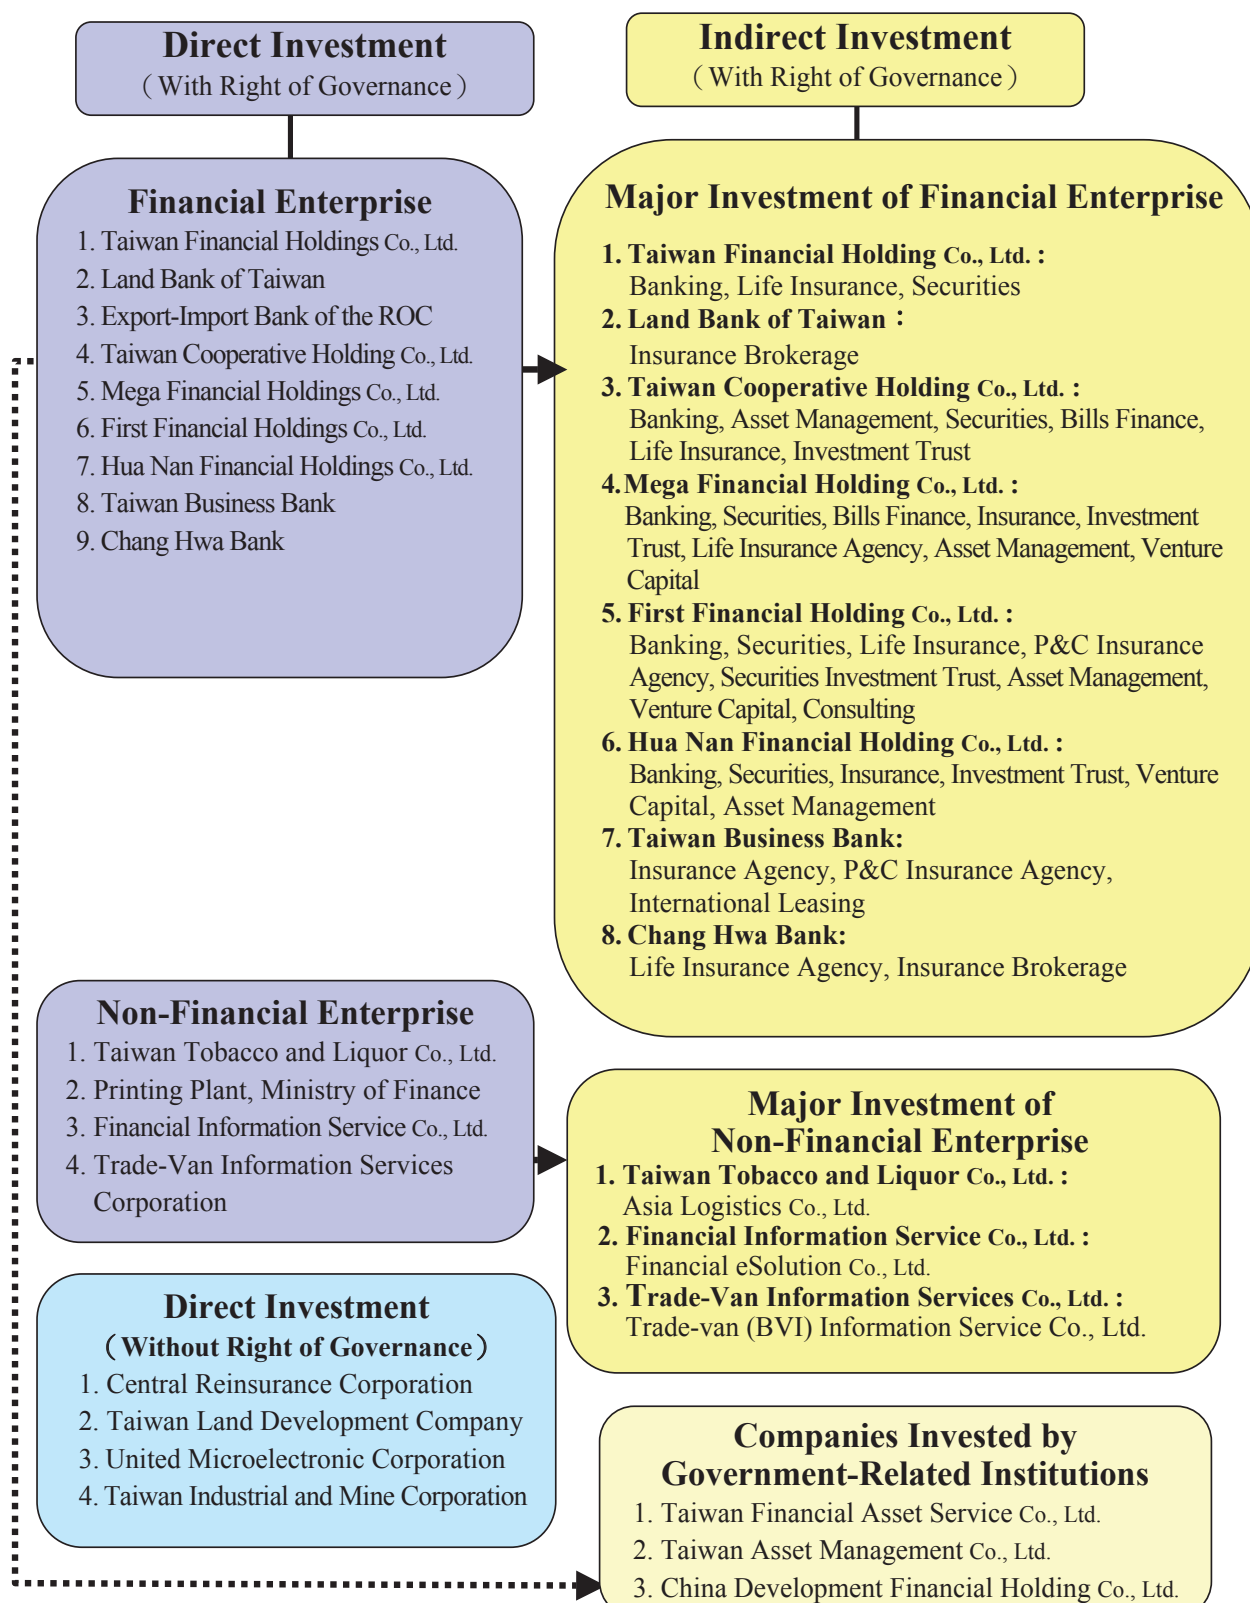 Direct Investment
（With Right of Governance）
Indirect Investment
（With Right of Governance）
Financial Enterprise
1. Taiwan Financial Holdings Co., Ltd.
2. Land Bank of Taiwan
3. Export-Import Bank of the ROC
4. Taiwan Cooperative Holding Co., Ltd.
5. Mega Financial Holdings Co., Ltd.
6. First Financial Holdings Co., Ltd.
7. Hua Nan Financial Holdings Co., Ltd.
8. Taiwan Business Bank
9. Chang Hwa Bank
Major Investment of Financial Enterprise
1. Taiwan Financial Holding Co., Ltd. :
Banking, Life Insurance, Securities
2. Land Bank of Taiwan：
Insurance Brokerage
3. Taiwan Cooperative Holding Co., Ltd. :
Banking, Asset Management, Securities, Bills Finance,
Life Insurance, Investment Trust
4. Mega Financial Holding Co., Ltd. :
Banking, Securities, Bills Finance, Insurance, Investment
Trust, Life Insurance Agency, Asset Management, Venture
Capital
5. First Financial Holding Co., Ltd. :
Banking, Securities, Life Insurance, P&C Insurance
Agency, Securities Investment Trust, Asset Management,
Venture Capital, Consulting
6. Hua Nan Financial Holding Co., Ltd. :
Banking, Securities, Insurance, Investment Trust, Venture
Capital, Asset Management
7. Taiwan Business Bank:
Insurance Agency, P&C Insurance Agency,
International Leasing
8. Chang Hwa Bank:
Life Insurance Agency, Insurance Brokerage
Non-Financial Enterprise
1. Taiwan Tobacco and Liquor Co., Ltd.
2. Printing Plant, Ministry of Finance
3. Financial Information Service Co., Ltd.
4. Trade-Van Information Services
Corporation
Major Investment of
Non-Financial Enterprise
1. Taiwan Tobacco and Liquor Co., Ltd. :
Asia Logistics Co., Ltd.
2. Financial Information Service Co., Ltd. :
Financial eSolution Co., Ltd.
3. Trade-Van Information Services Co., Ltd. :
Trade-van (BVI) Information Service Co., Ltd.
Direct Investment
（Without Right of Governance）
1. Central Reinsurance Corporation
2. Taiwan Land Development Company
3. United Microelectronic Corporation
4. Taiwan Industrial and Mine Corporation
Companies Invested by
Government-Related Institutions
1. Taiwan Financial Asset Service Co., Ltd.
2. Taiwan Asset Management Co., Ltd.
3. China Development Financial Holding Co., Ltd.